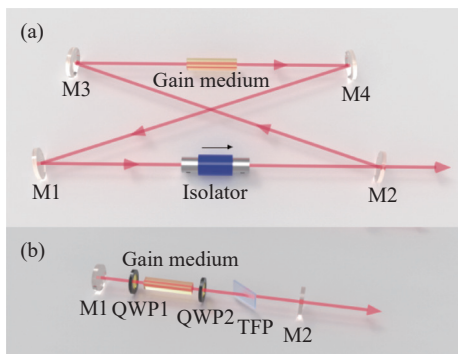 (a)
M3
Gain medium
M4
M1
Isolator
M2
(b)
Gain medium
M1
QWP1
QWP2
TFP
M2